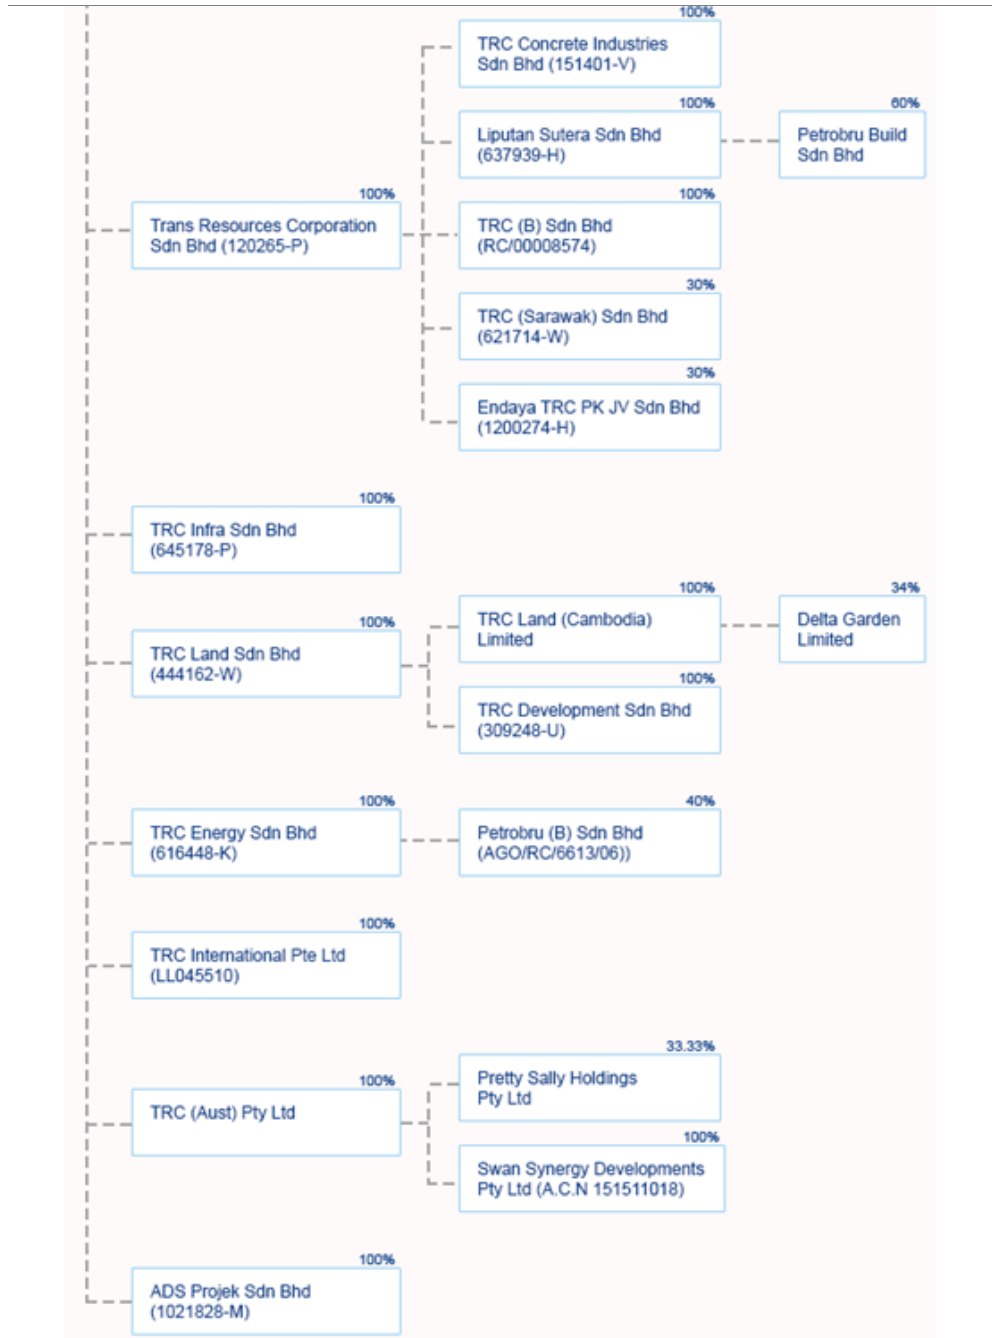 100%
TRC Concrete Industries
Sdn Bhd (151401-V)
100%
Liputan Sutera Sdn Bhd
(637939-H)
60%
Petrobru Build
Sdn Bhd
100%
Trans Resources Corporation
Sdn Bhd (120265-P)
100%
TRC (B) Sdn Bhd
(RC/00008574)
30%
TRC (Sarawak) Sdn Bhd
(621714-W)
30%
Endaya TRC PK JV Sdn Bhd
(1200274-H)
100%
TRC Infra Sdn Bhd
(645178-P)
100%
TRC Land Sdn Bhd
(444162-W)
100%
TRC Land (Cambodia)
Limited
34%
Delta Garden
Limited
100%
TRC Development Sdn Bhd
(309248-U)
100%
TRC Energy Sdn Bhd
(616448-K)
40%
Petrobru (B) Sdn Bhd
(AGO/RC/6613/06))
100%
TRC International Pte Ltd
(LL045510)
100%
TRC (Aust) Pty Ltd
33.33%
Pretty Sally Holdings
Pty Ltd
100%
Swan Synergy Developments
Pty Ltd (A.C.N 151511018)
100%
ADS Projek Sdn Bhd
(1021828-M)